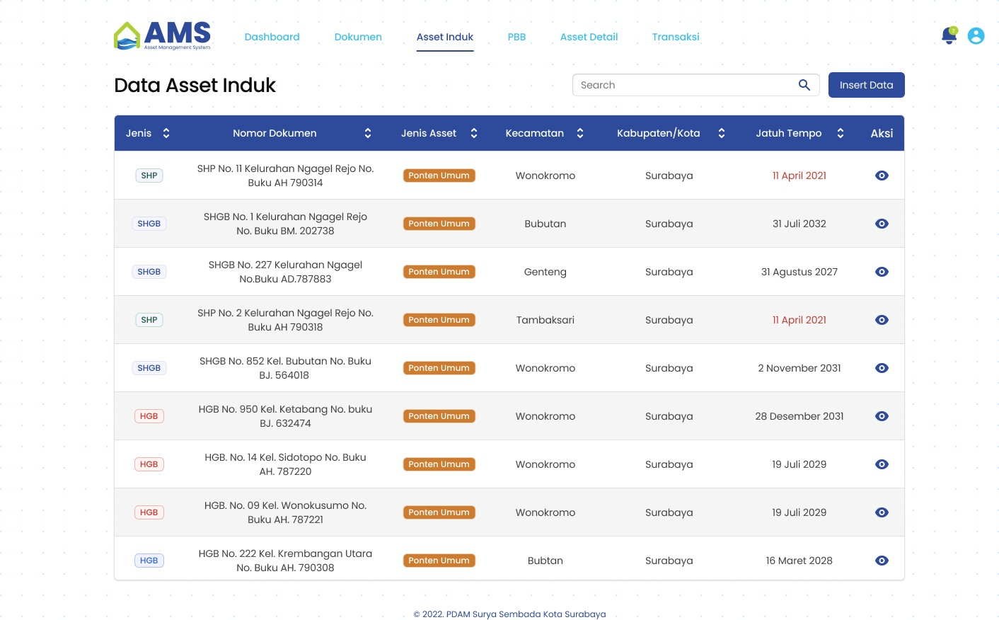 AMS
Asset Management System
Dashboard
Dokumen
Asset Induk
PBB
Asset Detail
Transaksi
2
Data Asset Induk
Search
Insert Data
Jenis Nomor Dokumen Jenis Asset Kecamatan Kabupaten/Kota Jatuh Tempo Aksi
SHP
SHP No. 11 Kelurahan Ngagel Rejo No.
Buku AH 790314
Ponten Umum
Wonokromo
Surabaya
11 April 2021
SHGB
SHGB No. 1 Kelurahan Ngagel Rejo
No. Buku BM. 202738
Ponten Umum
Bubutan
Surabaya
31 Juli 2032
SHGB
SHGB No. 227 Kelurahan Ngagel
No.Buku AD.787883
Ponten Umum
Genteng
Surabaya
31 Agustus 2027
SHP
SHP No. 2 Kelurahan Ngagel Rejo No.
Buku AH 790318
Ponten Umum
Tambaksari
Surabaya
11 April 2021
SHGB
SHGB No. 852 Kel. Bubutan No. Buku
BJ. 564018
Ponten Umum
Wonokromo
Surabaya
2 November 2031
HGB
HGB No. 950 Kel. Ketabang No. buku
BJ. 632474
Ponten Umum
Wonokromo
Surabaya
28 Desember 2031
HGB
HGB. No. 14 Kel. Sidotopo No. Buku
AH. 787220
Ponten Umum
Wonokromo
Surabaya
19 Juli 2029
HGB
HGB. No. 09 Kel. Wonokusumo No.
Buku AH. 787221
Ponten Umum
Wonokromo
Surabaya
19 Juli 2029
HGB
HGB No. 222 Kel. Krembangan Utara
No. Buku AH. 790308
Ponten Umum
Bubtan
Surabaya
16 Maret 2028
© 2022. PDAM Surya Sembada Kota Surabaya